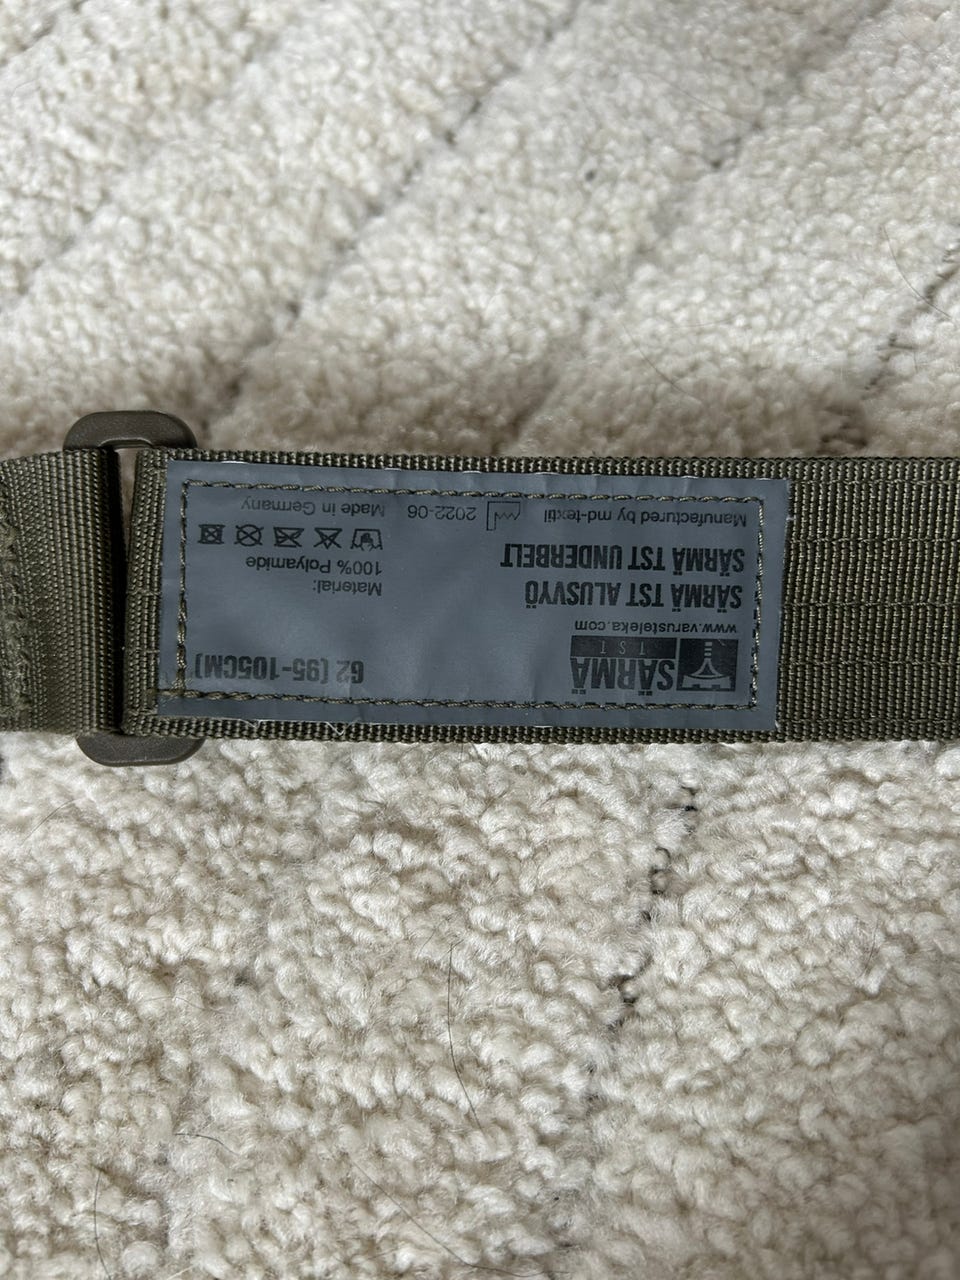 SÄRMÄ
TST
www.varusteleka.com
SÄRMÄ TST ALUSVYÖ
SÄRMÄ TST UNDERBELT
Manufactured by md-textil
2022-06
62 (95-105CM)
Material:
100% Polyamide
Made in Germany